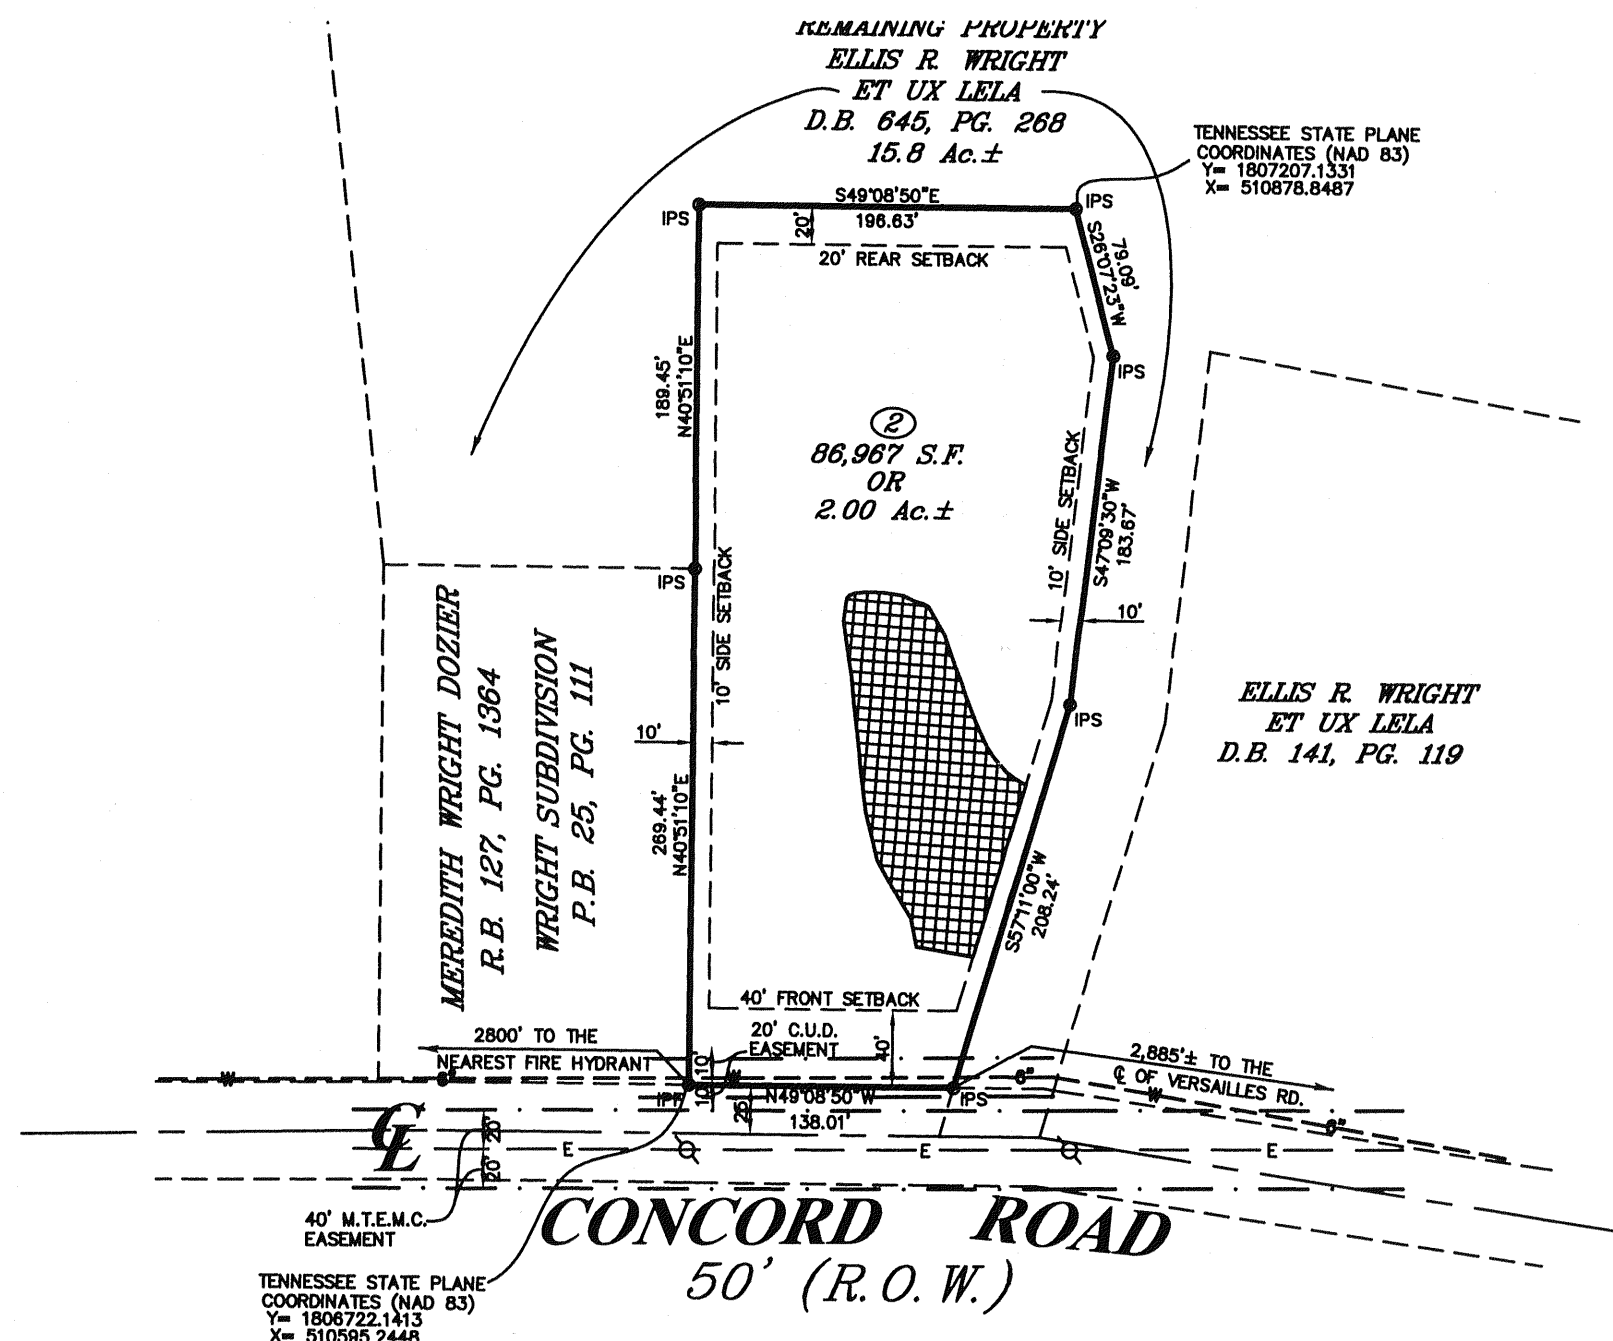 REMAINING PROPERTY
ELLIS R. WRIGHT
ET UX LELA
D.B. 645, PG. 268
15.8 Ac.±
TENNESSEE STATE PLANE
COORDINATES (NAD 83)
Y= 1807207.1331
X= 510878.8487
IPS
S49°08'50"E
196.63'
IPS
20'
20' REAR SETBACK
79.09'
S26°07'23"W
IPS
189.45'
N40°51'10"E
2
86,967 S.F.
OR
2.00 Ac.±
10' SIDE SETBACK
S47°09'30"W
183.67'
10'
IPS
10' SIDE SETBACK
MEREDITH WRIGHT DOZIER
R.B. 127, PG. 1364
WRIGHT SUBDIVISION
P.B. 25, PG. 111
10'
IPS
ELLIS R. WRIGHT
ET UX LELA
D.B. 141, PG. 119
269.44'
N40°51'10"E
S57°11'00"W
208.24'
40' FRONT SETBACK
40'
2800' TO THE
NEAREST FIRE HYDRANT
20' C.U.D.
EASEMENT
10'
10'
2,885'± TO THE
℄ OF VERSAILLES RD.
W
6"
W
6"
W
6"
IPF
N49°08'50"W
138.01'
IPS
25'
CL
20'
20'
E
E
E
40' M.T.E.M.C.
EASEMENT
CONCORD ROAD
50' (R.O.W.)
TENNESSEE STATE PLANE
COORDINATES (NAD 83)
Y= 1806722.1413
X= 510595.2448